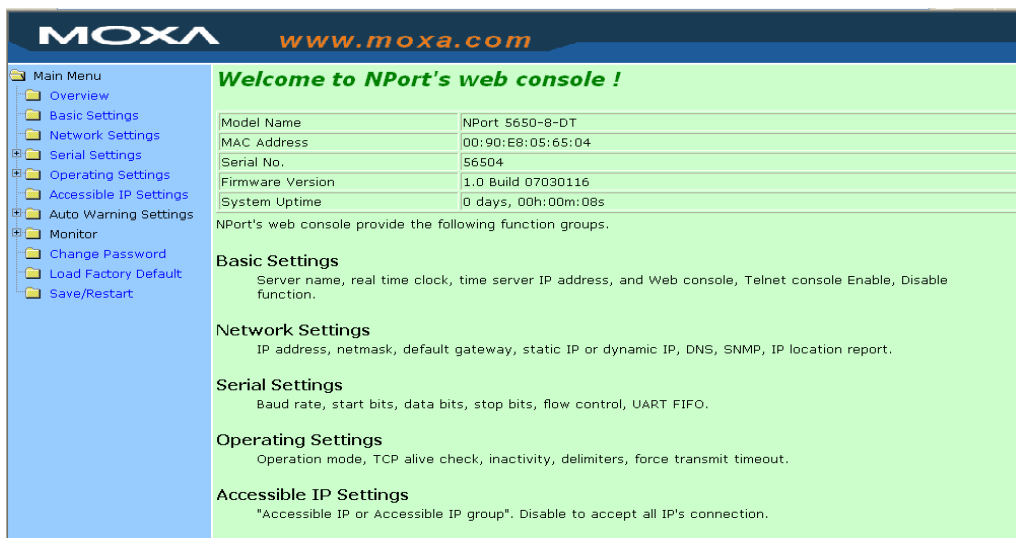 MOXA www.moxa.com
Main Menu
Overview
Basic Settings
Network Settings
Serial Settings
Operating Settings
Accessible IP Settings
Auto Warning Settings
Monitor
Change Password
Load Factory Default
Save/Restart
Welcome to NPort's web console !
Model Name NPort 5650-8-DT
MAC Address 00:90:E8:05:65:04
Serial No. 56504
Firmware Version 1.0 Build 07030116
System Uptime 0 days, 00h:00m:08s
NPort's web console provide the following function groups.
Basic Settings
Server name, real time clock, time server IP address, and Web console, Telnet console Enable, Disable
function.
Network Settings
IP address, netmask, default gateway, static IP or dynamic IP, DNS, SNMP, IP location report.
Serial Settings
Baud rate, start bits, data bits, stop bits, flow control, UART FIFO.
Operating Settings
Operation mode, TCP alive check, inactivity, delimiters, force transmit timeout.
Accessible IP Settings
"Accessible IP or Accessible IP group". Disable to accept all IP's connection.